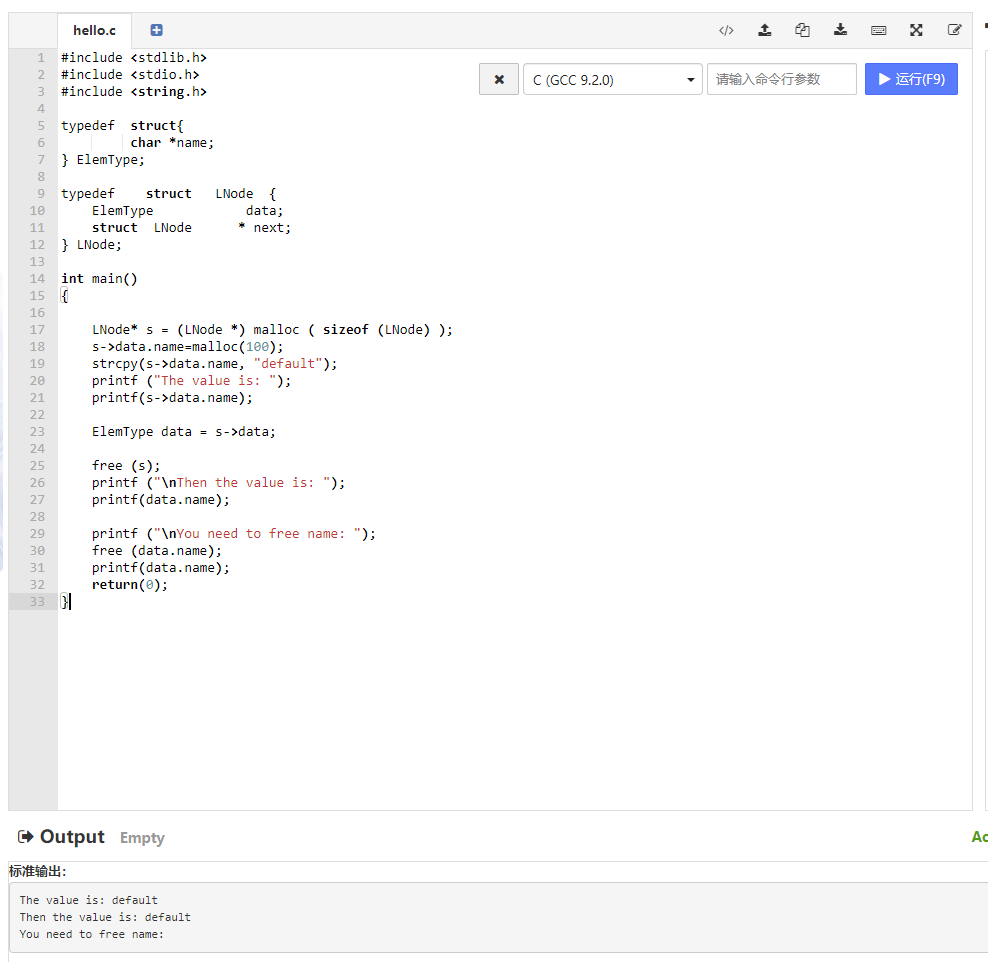 hello.c
C (GCC 9.2.0)
请输入命令行参数
运行(F9)
1 #include <stdlib.h>
2 #include <stdio.h>
3 #include <string.h>
4
5 typedef  struct{
6          char *name;
7 } ElemType;
8
9 typedef    struct   LNode  {
10     ElemType            data;
11     struct  LNode      * next;
12 } LNode;
13
14 int main()
15 {
16
17     LNode* s = (LNode *) malloc ( sizeof (LNode) );
18     s->data.name=malloc(100);
19     strcpy(s->data.name, "default");
20     printf ("The value is: ");
21     printf(s->data.name);
22
23     ElemType data = s->data;
24
25     free (s);
26     printf ("\nThen the value is: ");
27     printf(data.name);
28
29     printf ("\nYou need to free name: ");
30     free (data.name);
31     printf(data.name);
32     return(0);
33 }
Output Empty
标准输出:
The value is: default
Then the value is: default
You need to free name: